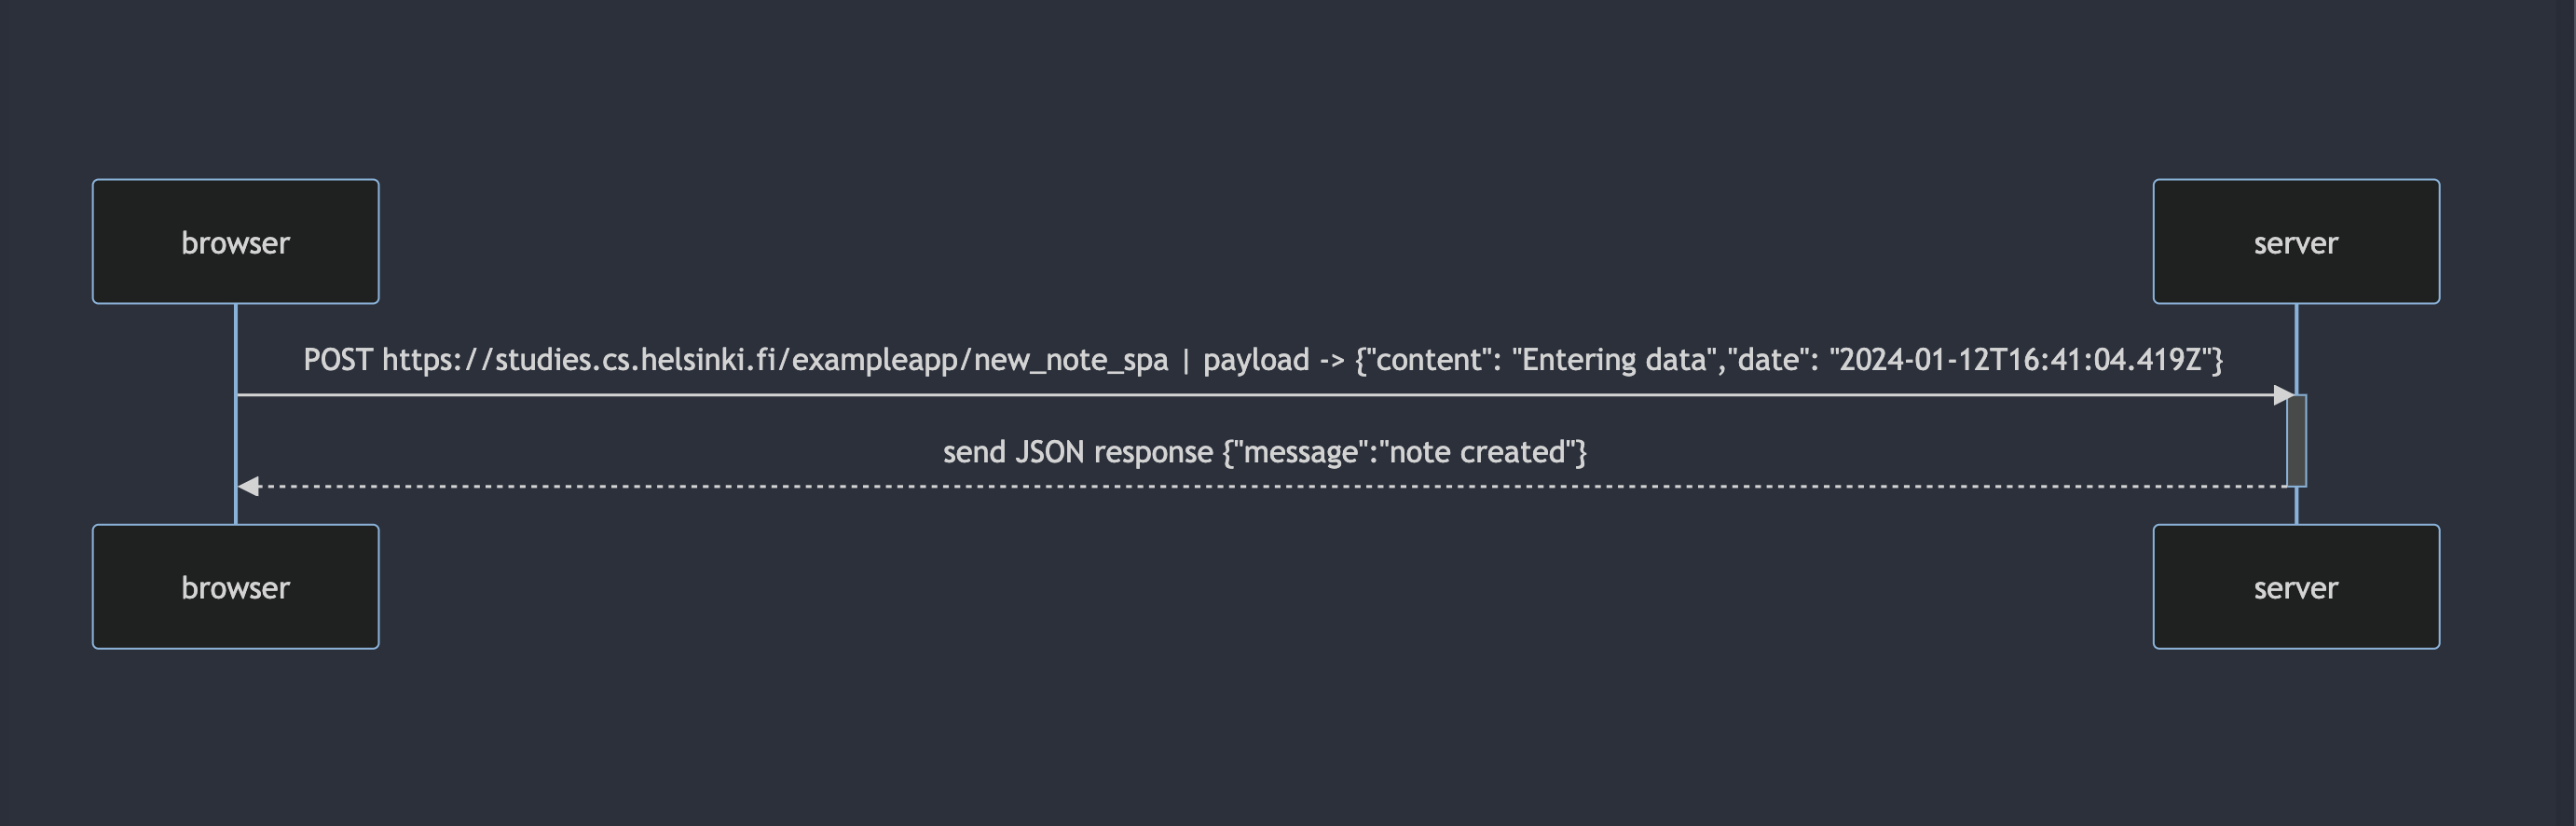 browser
server
POST https://studies.cs.helsinki.fi/exampleapp/new_note_spa | payload -> {"content": "Entering data","date": "2024-01-12T16:41:04.419Z"}
send JSON response {"message":"note created"}
browser
server